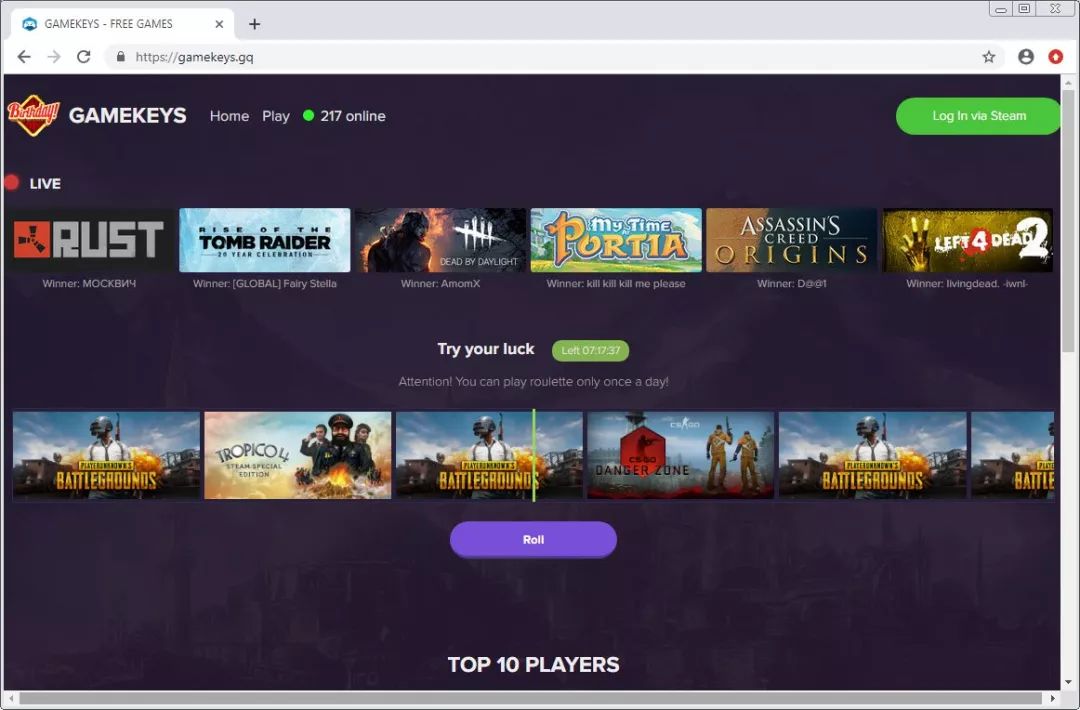 GAMEKEYS - FREE GAMES
https://gamekeys.gq
Birthday!
GAMEKEYS
Home
Play
217 online
Log In via Steam
LIVE
RUST
RISE OF THE
TOMB RAIDER
20 YEAR CELEBRATION
DEAD BY DAYLIGHT
My Time
AT
PORTIA
ASSASSIN'S
CREED
ORIGINS
LEFT 4 DEAD 2
Winner: МОСКВИЧ
Winner: [GLOBAL] Fairy Stella
Winner: AmomX
Winner: kill kill kill me please
Winner: D@@1
Winner: livingdead. -iwnl-
Try your luck
Left 07:17:37
Attention! You can play roulette only once a day!
PLAYERUNKNOWN'S
BATTLEGROUNDS
TROPICO 4
STEAM SPECIAL
EDITION
PLAYERUNKNOWN'S
BATTLEGROUNDS
CS:GO
CS:GO
DANGER ZONE
PLAYERUNKNOWN'S
BATTLEGROUNDS
Roll
TOP 10 PLAYERS